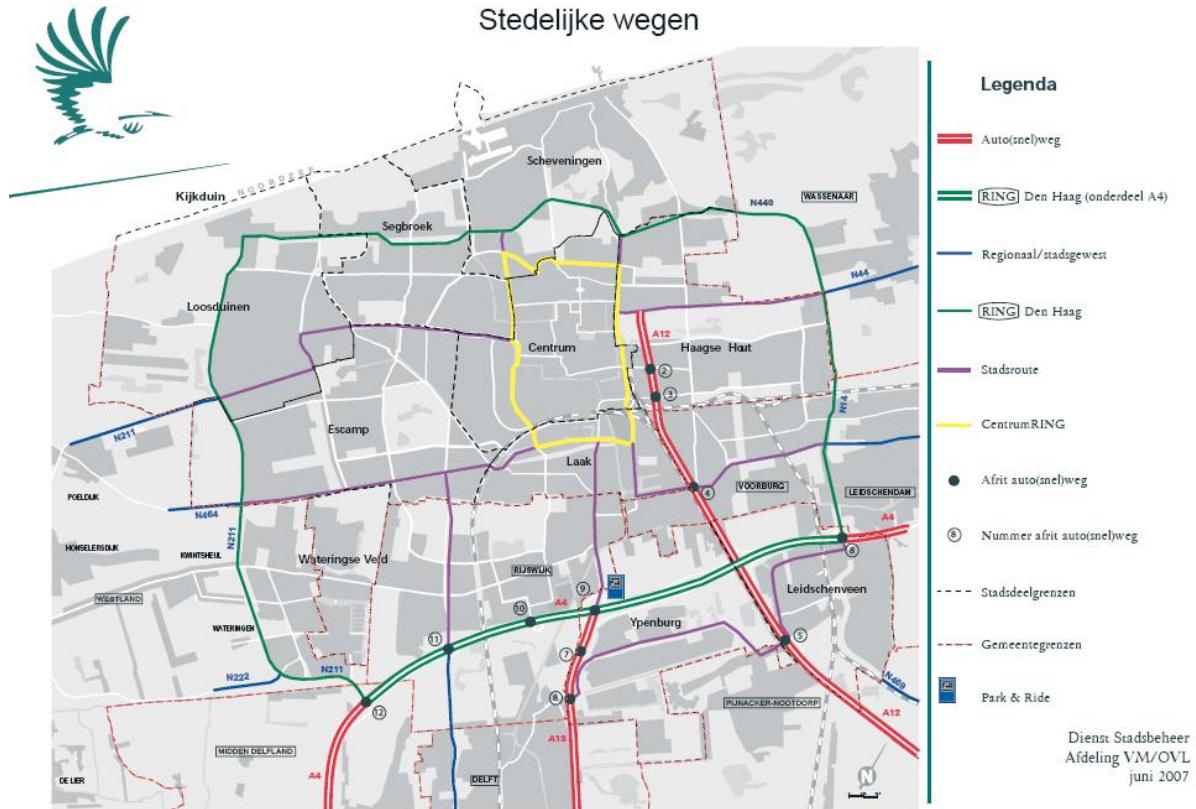 Stedelijke wegen
Kijkduin
NOORDZEE
Scheveningen
Segbroek
Loosduinen
Centrum
Haagse Hout
Escamp
Laak
Wateringse Veld
Ypenburg
Leidschenveen
WASSENAAR
VOORBURG
LEIDSCHENDAM
RIJSWIJK
POELDIJK
HONSELERSDIJK
KWINTSHEUL
WESTLAND
WATERINGEN
MIDDEN DELFLAND
DE LIER
DELFT
PIJNACKER-NOOTDORP
N440
N44
A12
N14
N211
N464
N211
N222
N211
A4
A4
A4
A13
A12
N469
2
3
4
5
8
9
10
11
12
7
8
N
Legenda
Auto(snel)weg
RING Den Haag (onderdeel A4)
Regionaal/stadsgewest
RING Den Haag
Stadsroute
CentrumRING
Afrit auto(snel)weg
8 Nummer afrit auto(snel)weg
Stadsdeelgrenzen
Gemeentegrenzen
Park & Ride
Dienst Stadsbeheer
Afdeling VM/OVL
juni 2007